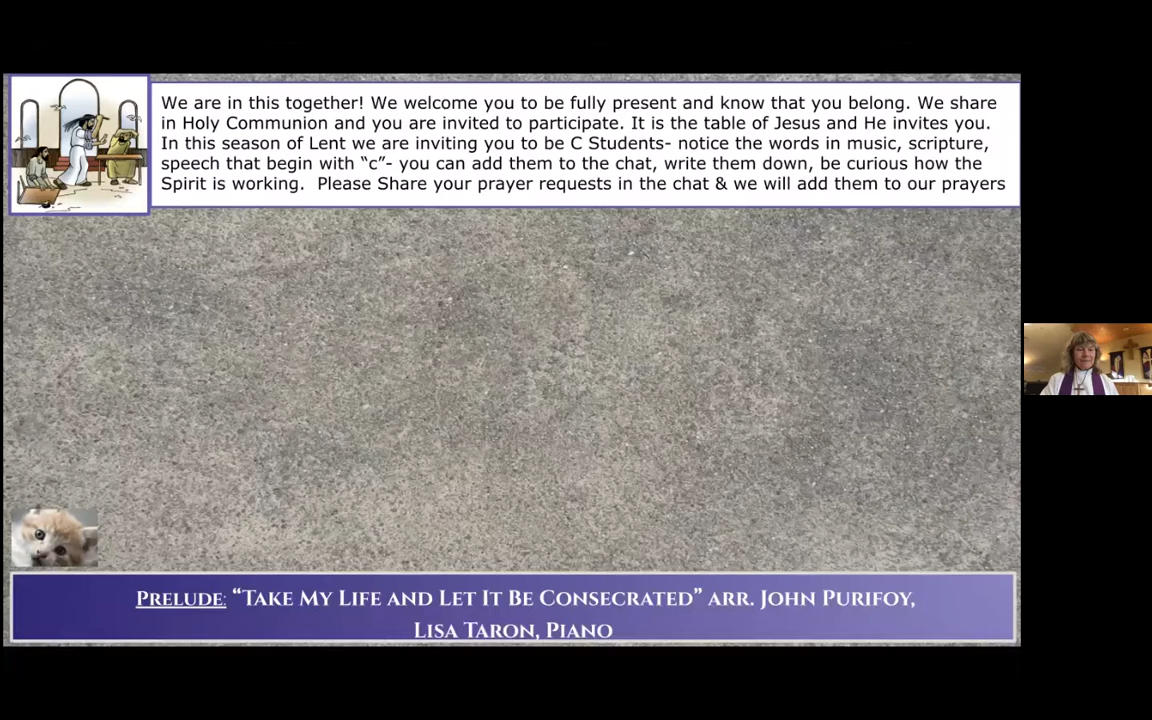 We are in this together! We welcome you to be fully present and know that you belong. We share
in Holy Communion and you are invited to participate. It is the table of Jesus and He invites you.
In this season of Lent we are inviting you to be C Students- notice the words in music, scripture,
speech that begin with “c”- you can add them to the chat, write them down, be curious how the
Spirit is working.  Please Share your prayer requests in the chat & we will add them to our prayers
Prelude: “Take My Life and Let It Be Consecrated” arr. John Purifoy,
Lisa Taron, Piano